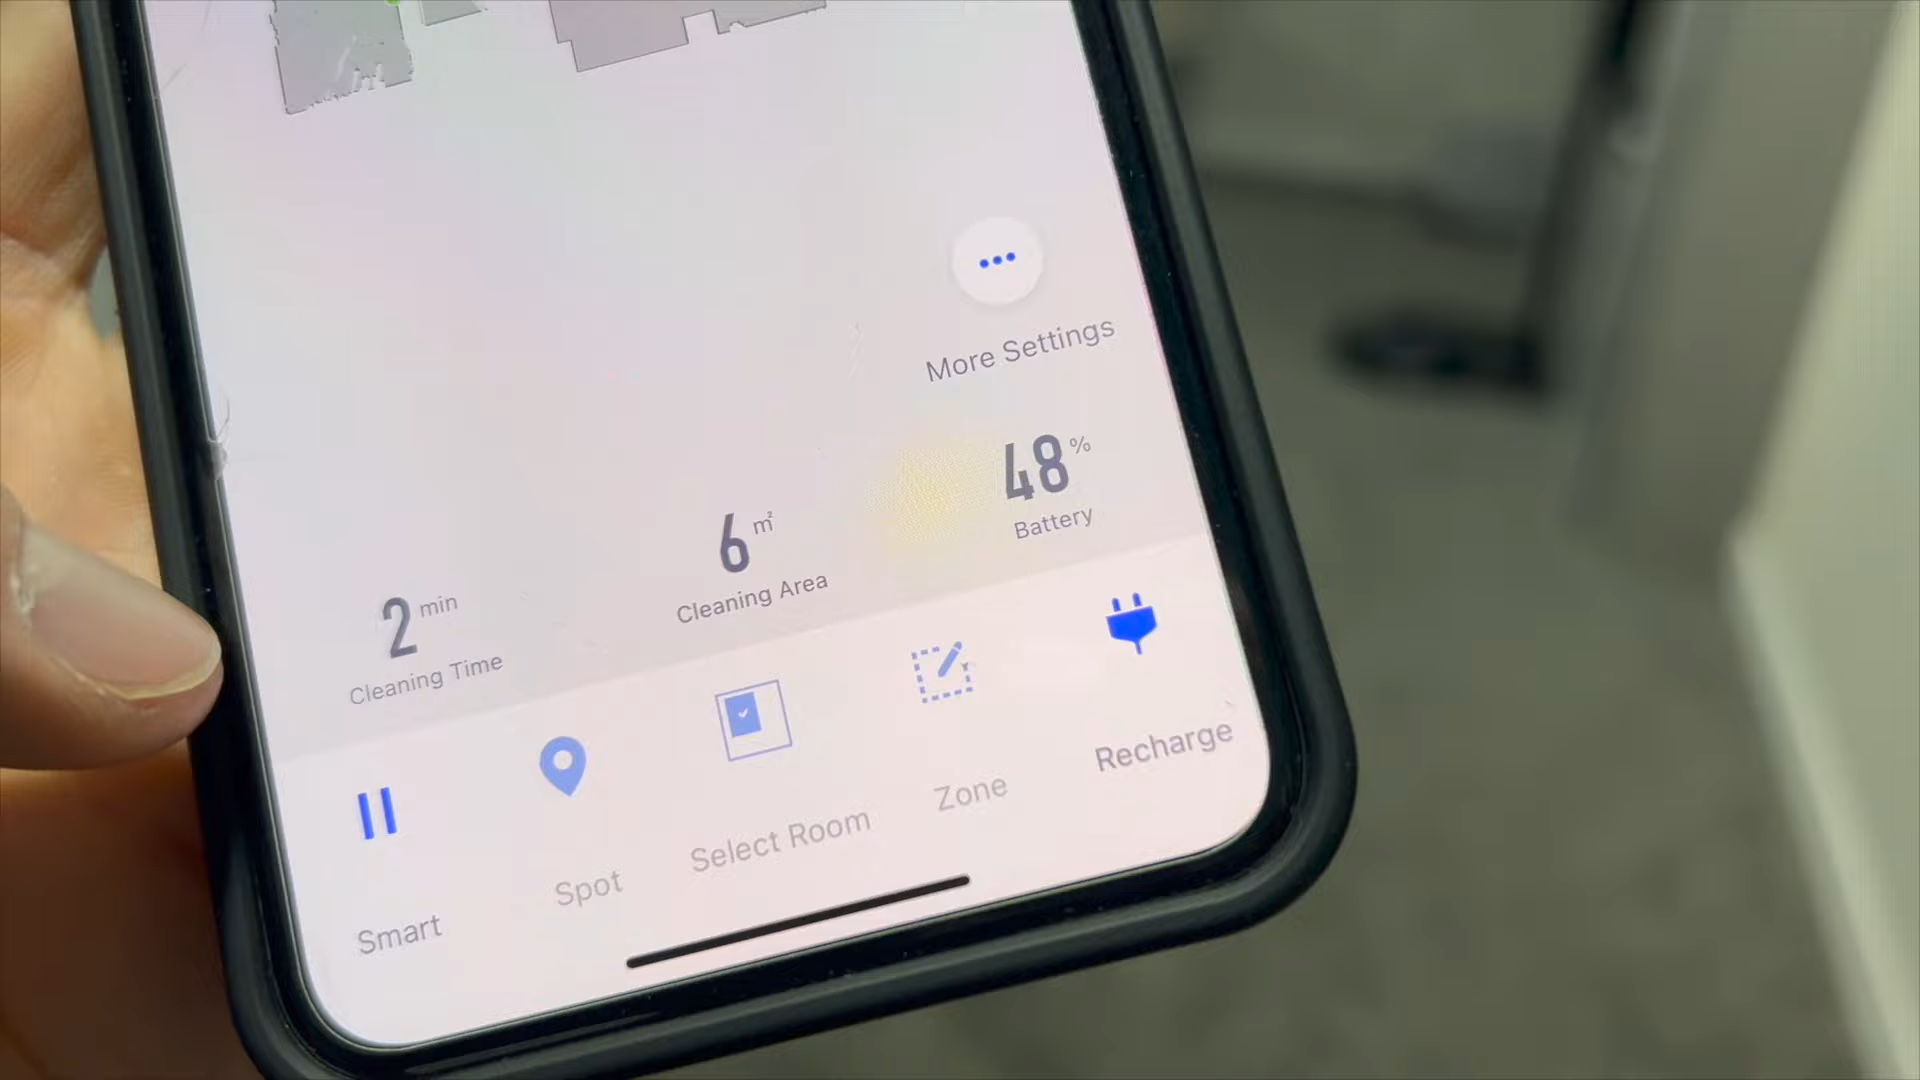 More Settings
2 min
Cleaning Time
6 m²
Cleaning Area
48 %
Battery
Smart
Spot
Select Room
Zone
Recharge